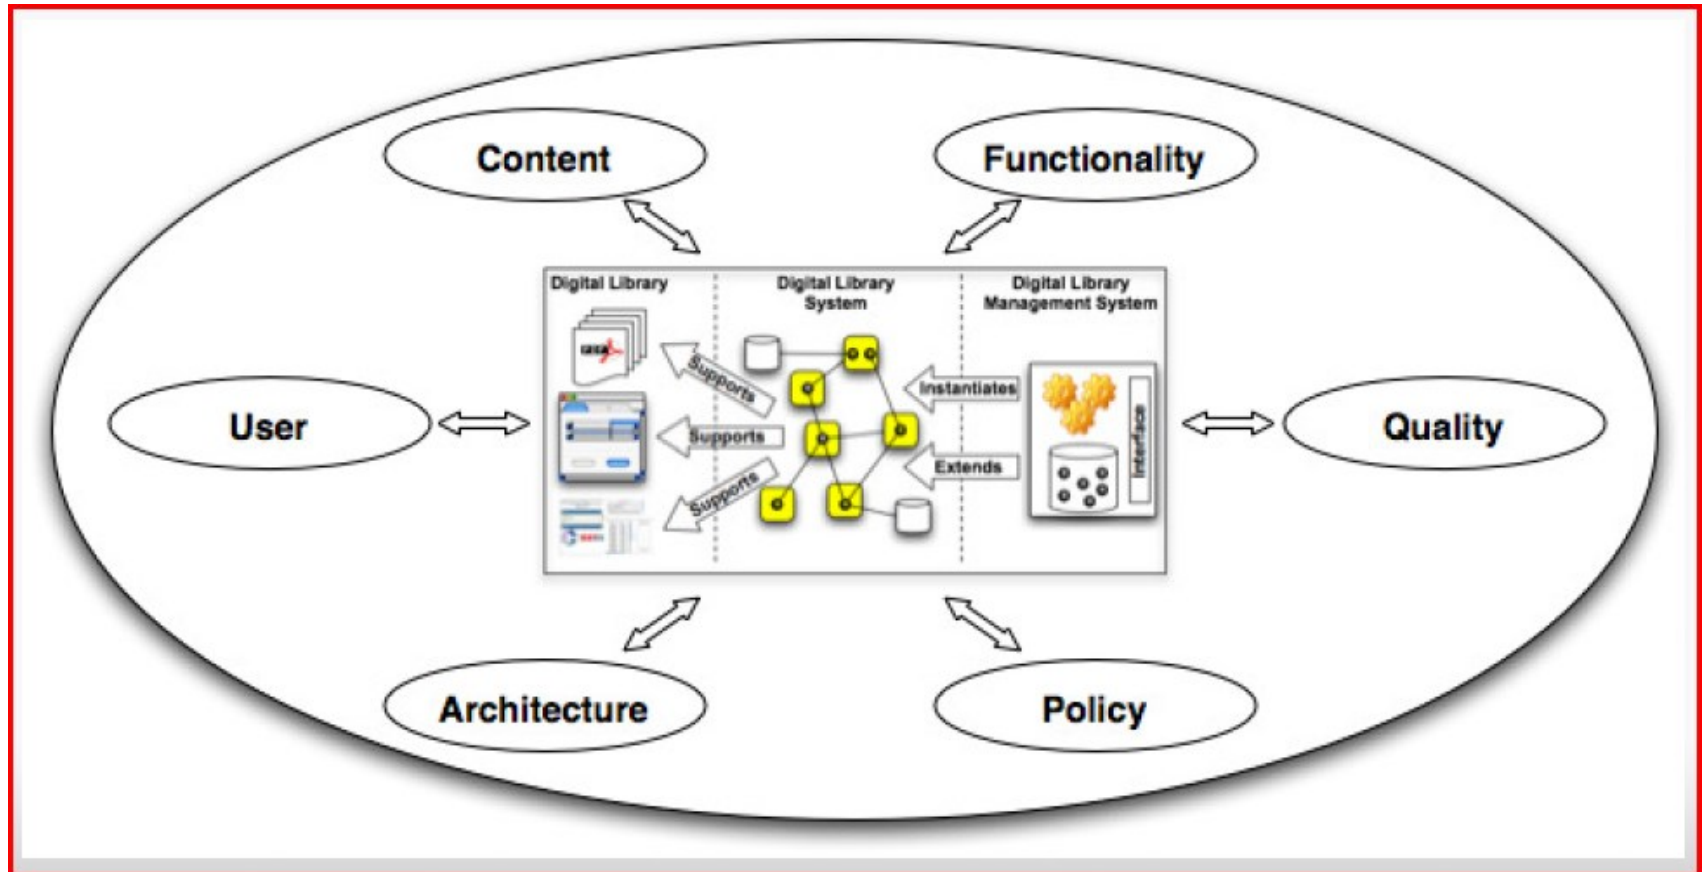 Content
Functionality
Digital Library
Digital Library
System
Digital Library
Management System
Supports
Instantiates
Supports
Extends
Supports
Interface
User
Quality
Architecture
Policy